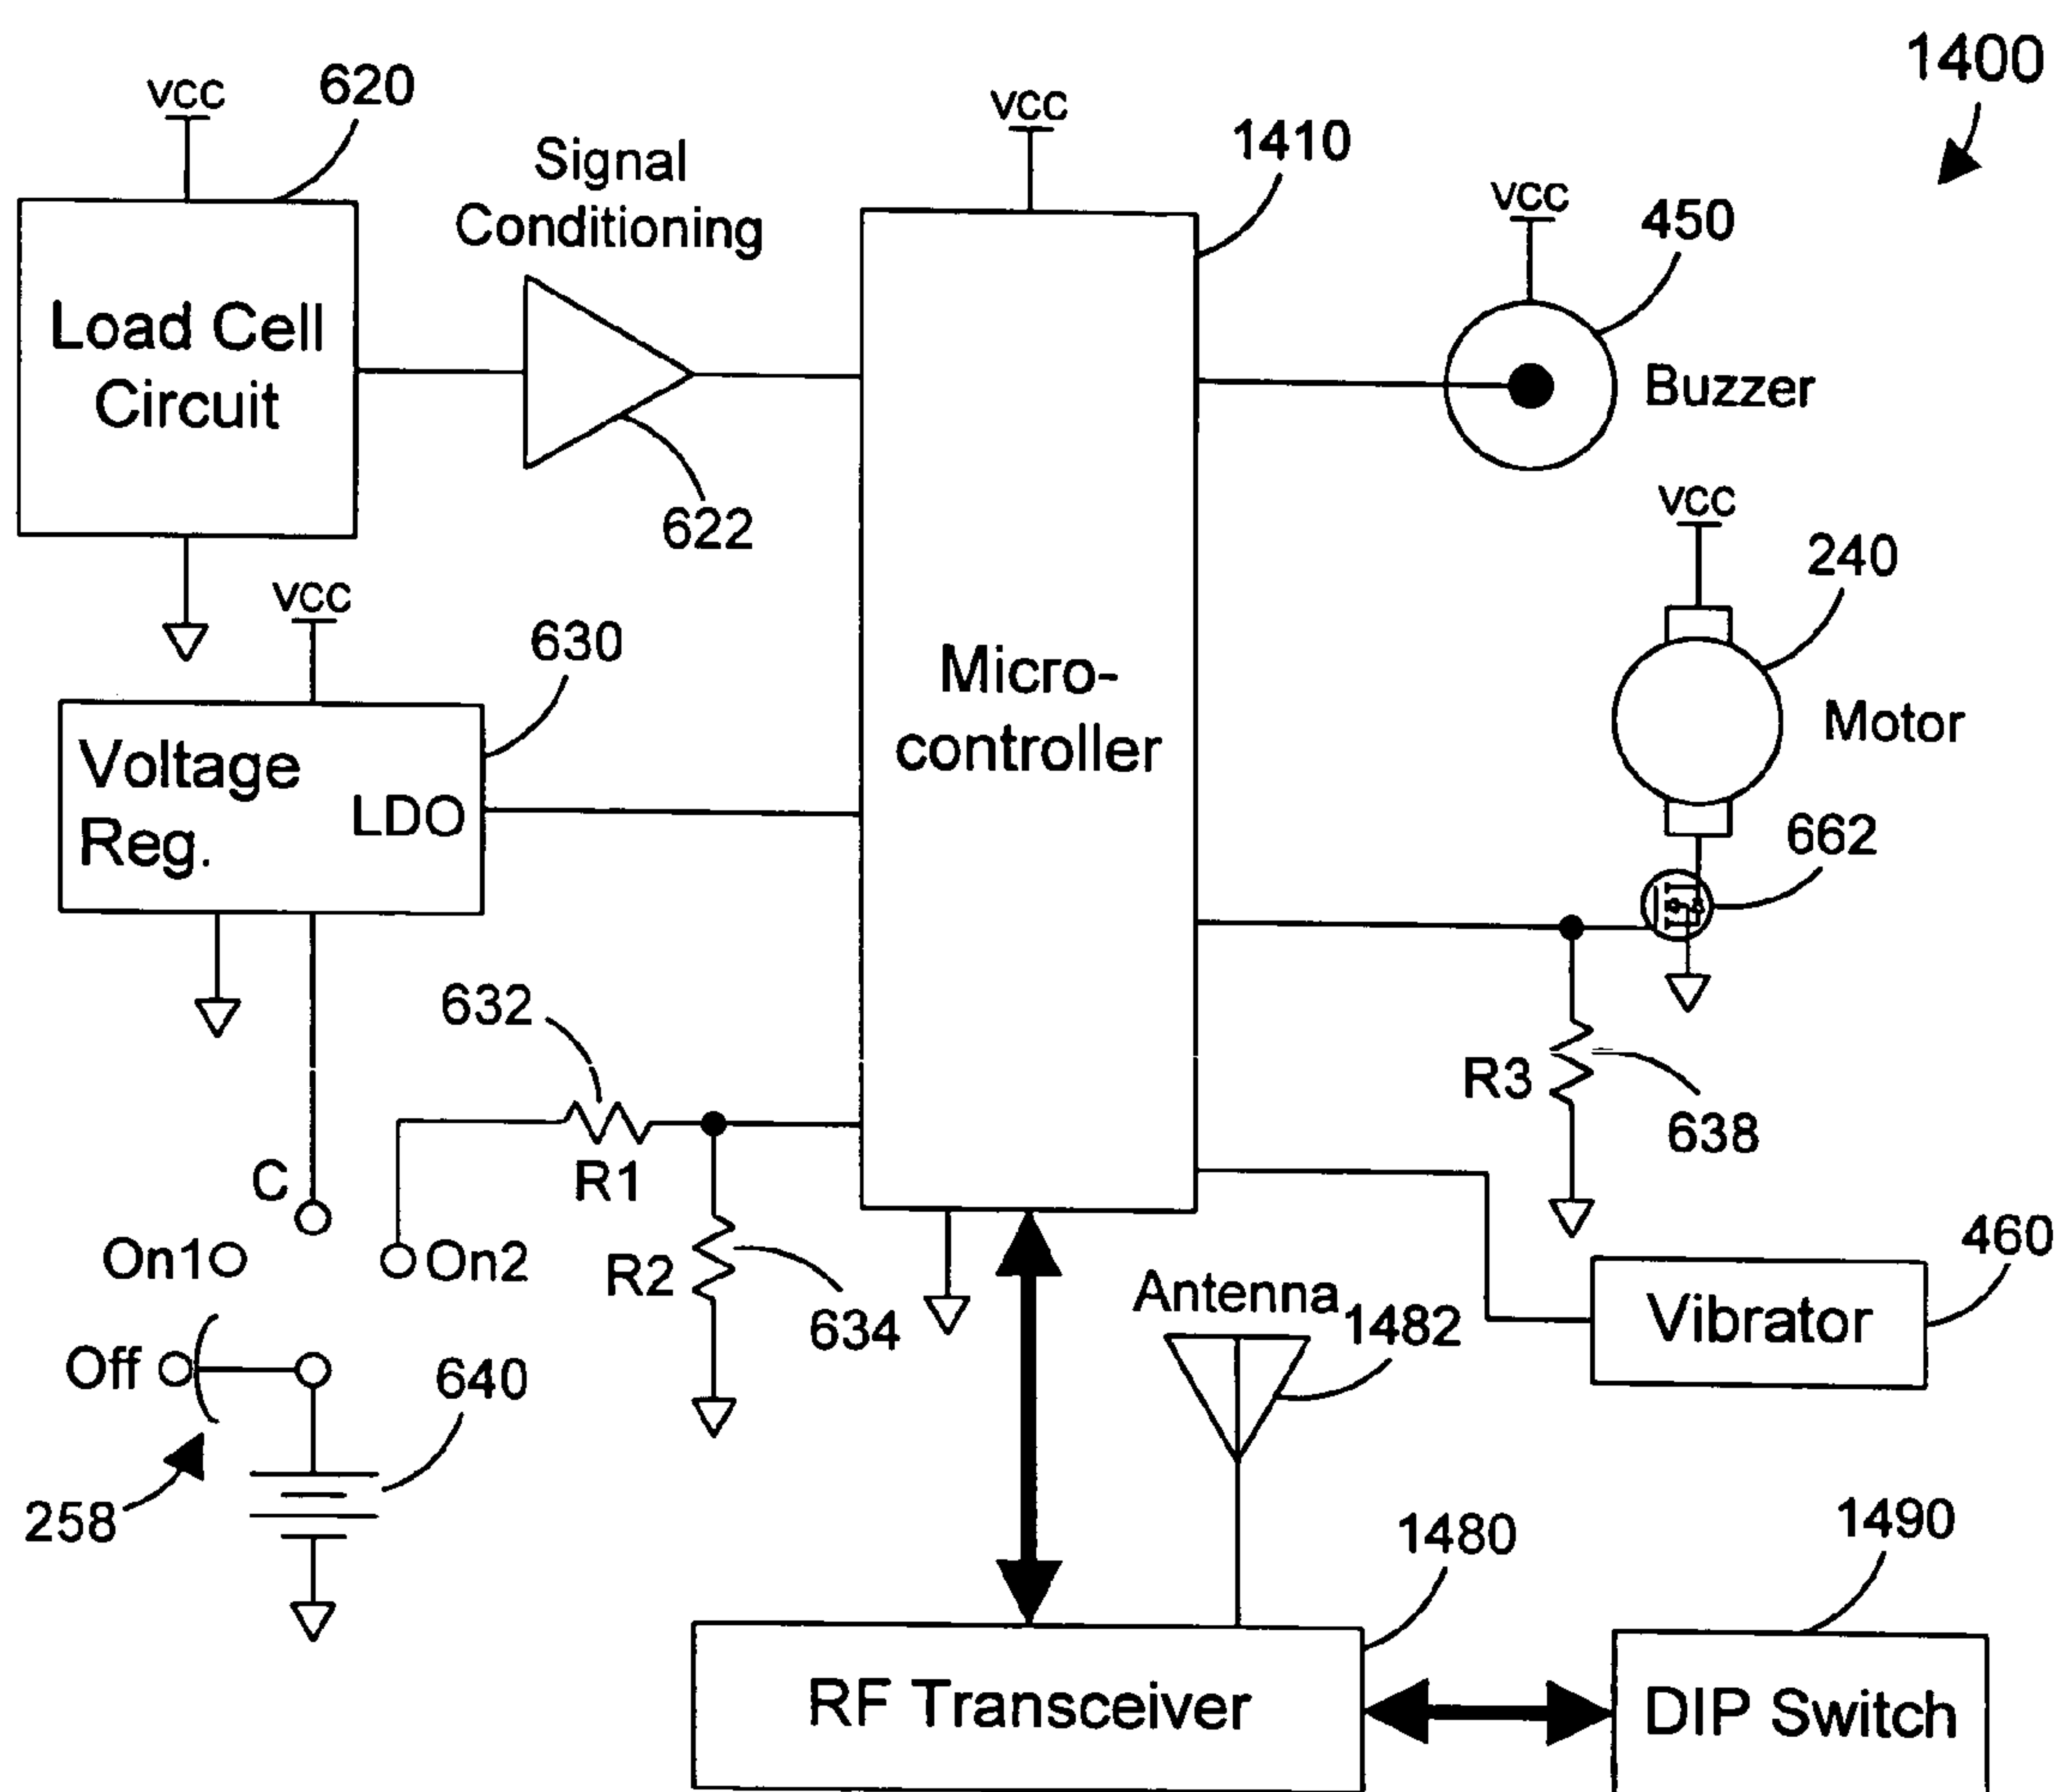 1400
vcc
620
vcc
1410
Signal
Conditioning
vcc
450
Load Cell
Circuit
Buzzer
622
vcc
240
vcc
630
Micro-
controller
Motor
Voltage
Reg.
LDO
662
632
R3
638
R1
C
On1
On2
R2
634
460
Antenna
1482
Vibrator
Off
640
258
1480
1490
RF Transceiver
DIP Switch